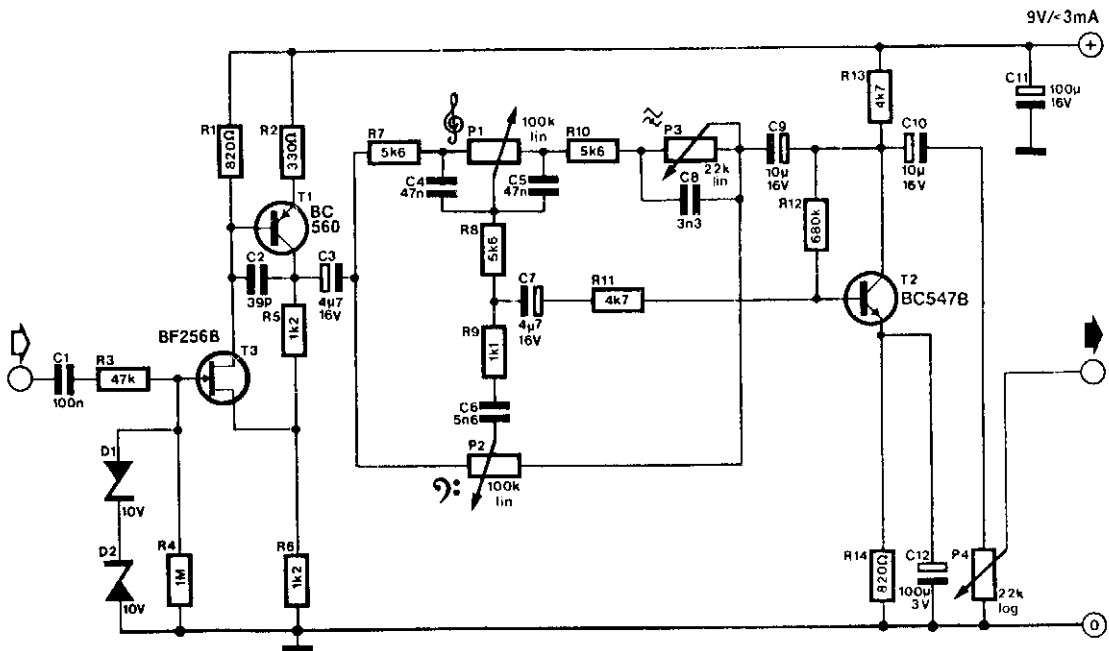 9V/<3mA
+
R1
820Ω
R2
330Ω
T1
BC
560
C2
39P
C3
4µ7
16V
R5
1k2
BF256B
T3
C1
100n
R3
47k
D1
10V
D2
10V
R4
1M
R6
1k2
R7
5k6
P1
100k
lin
C4
47n
C5
47n
R10
5k6
P3
22k
lin
C8
3n3
R8
5k6
C7
4µ7
16V
R11
4k7
R9
1k1
C6
5n6
P2
100k
lin
C9
10µ
16V
R12
680k
R13
4k7
C10
10µ
16V
C11
100µ
16V
T2
BC547B
R14
820Ω
C12
100µ
3V
P4
22k
log
0